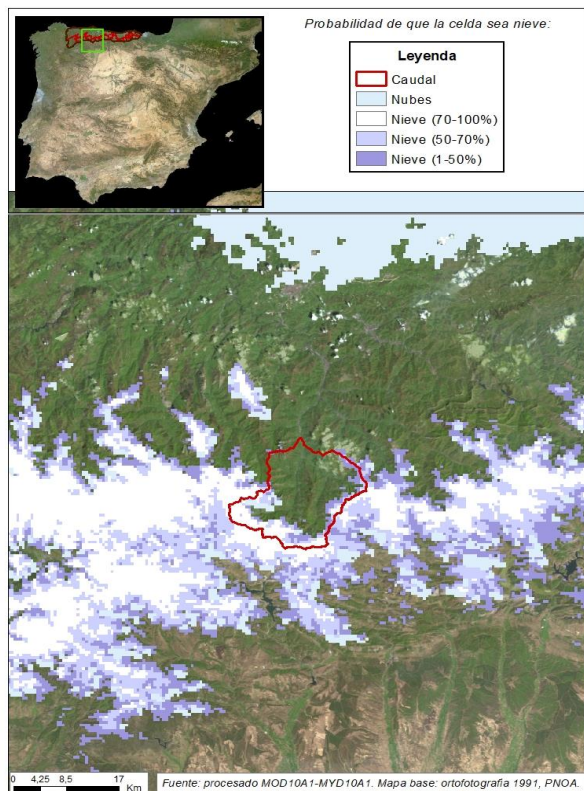 Probabilidad de que la celda sea nieve:
Leyenda
Caudal
Nubes
Nieve (70-100%)
Nieve (50-70%)
Nieve (1-50%)
0 4,25 8,5 17
Km
Fuente: procesado MOD10A1-MYD10A1. Mapa base: ortofotografia 1991, PNOA.